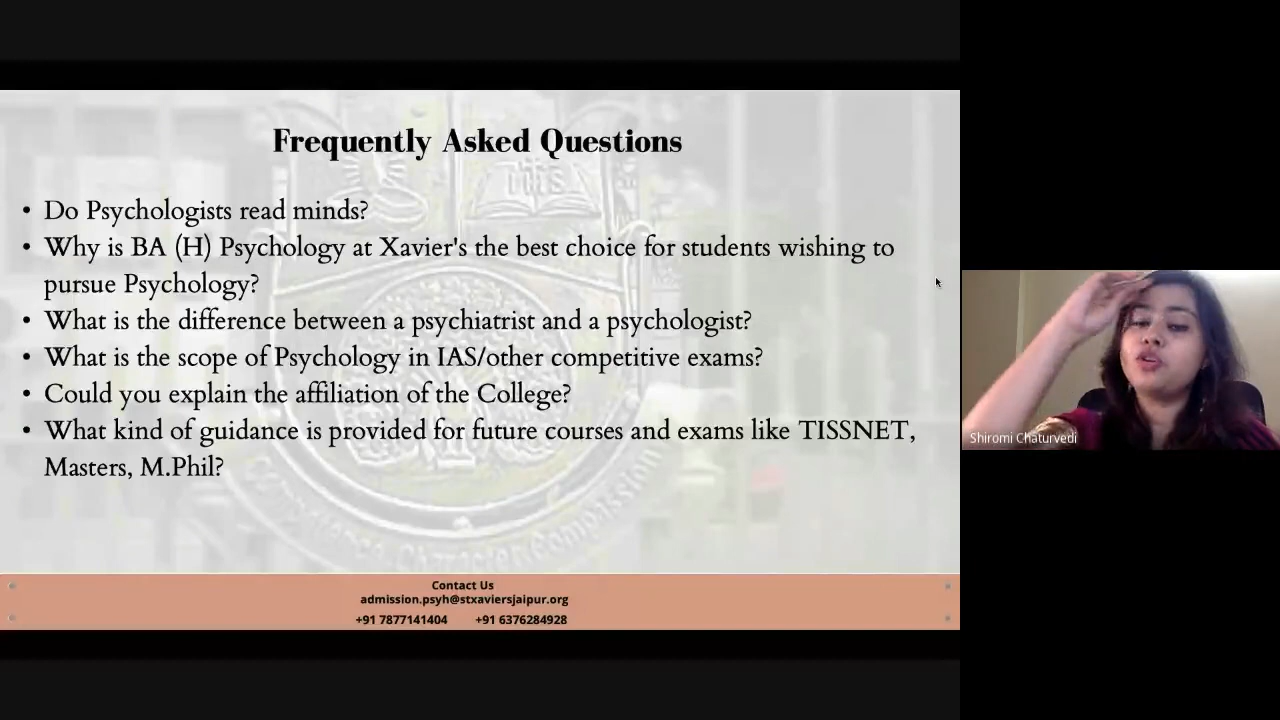 Frequently Asked Questions
• Do Psychologists read minds?
• Why is BA (H) Psychology at Xavier's the best choice for students wishing to
pursue Psychology?
• What is the difference between a psychiatrist and a psychologist?
• What is the scope of Psychology in IAS/other competitive exams?
• Could you explain the affiliation of the College?
• What kind of guidance is provided for future courses and exams like TISSNET,
Masters, M.Phil?
Character Compassion
Contact Us
admission.psyh@stxaviersjaipur.org
+91 7877141404 +91 6376284928
Shiromi Chaturvedi